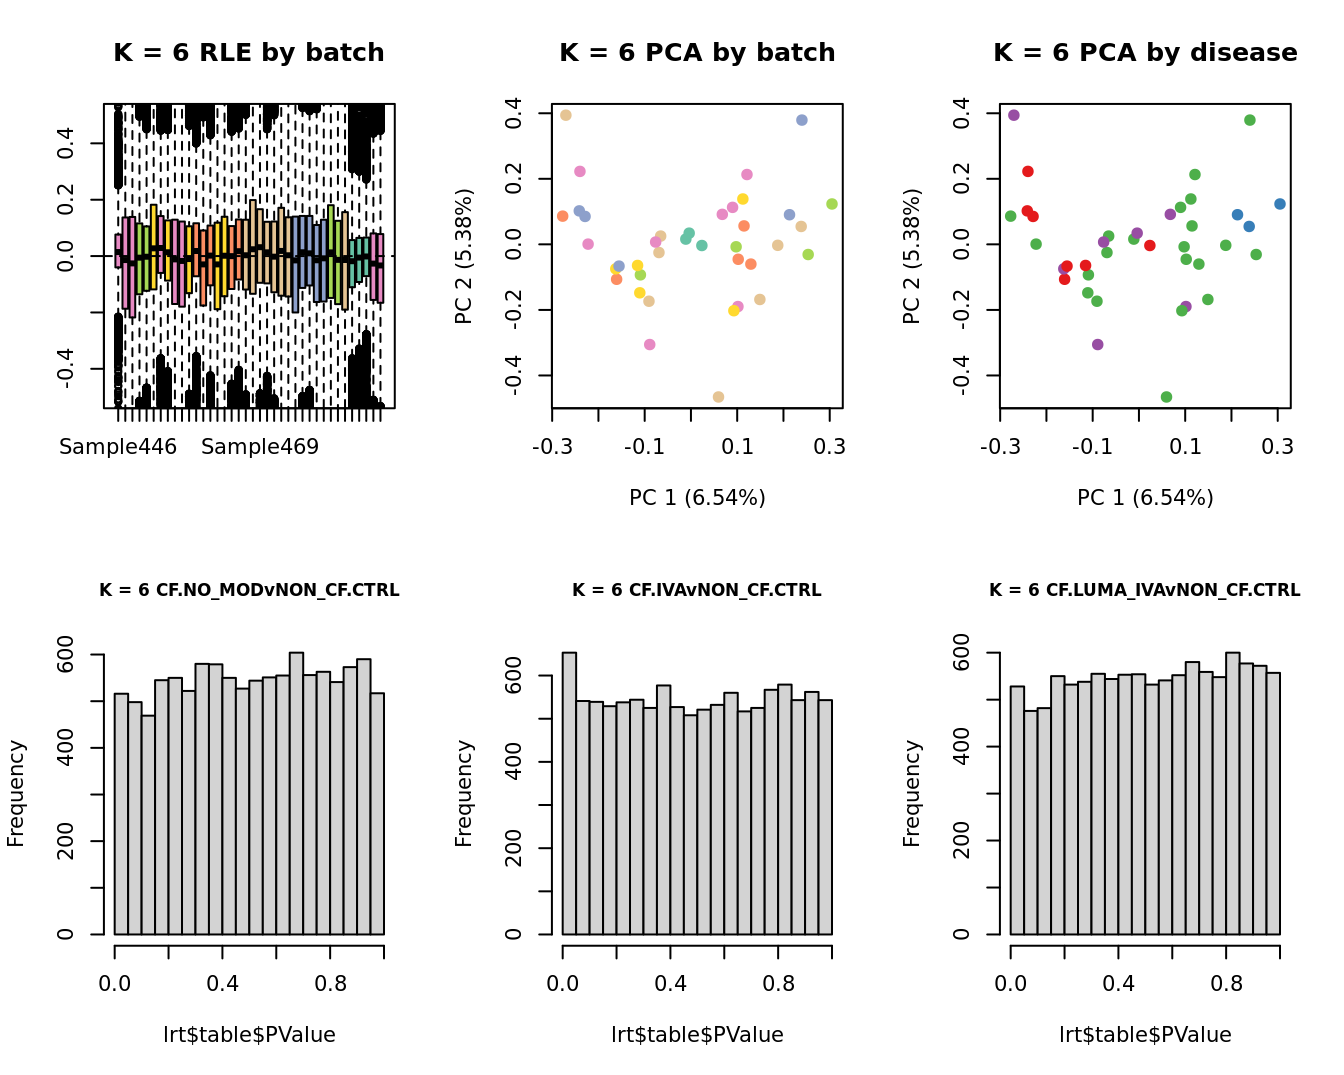 K = 6 RLE by batch
0.4
0.2
0.0
-0.4
Sample446 Sample469
K = 6 PCA by batch
PC 2 (5.38%)
0.4
0.2
0.0
-0.2
-0.4
-0.3 -0.1 0.1 0.3
PC 1 (6.54%)
K = 6 PCA by disease
PC 2 (5.38%)
0.4
0.2
0.0
-0.2
-0.4
-0.3 -0.1 0.1 0.3
PC 1 (6.54%)
K = 6 CF.NO_MODvNON_CF.CTRL
Frequency
600
400
200
0
0.0 0.4 0.8
lrt$table$PValue
K = 6 CF.IVAvNON_CF.CTRL
Frequency
600
400
200
0
0.0 0.4 0.8
lrt$table$PValue
K = 6 CF.LUMA_IVAvNON_CF.CTRL
Frequency
600
400
200
0
0.0 0.4 0.8
lrt$table$PValue